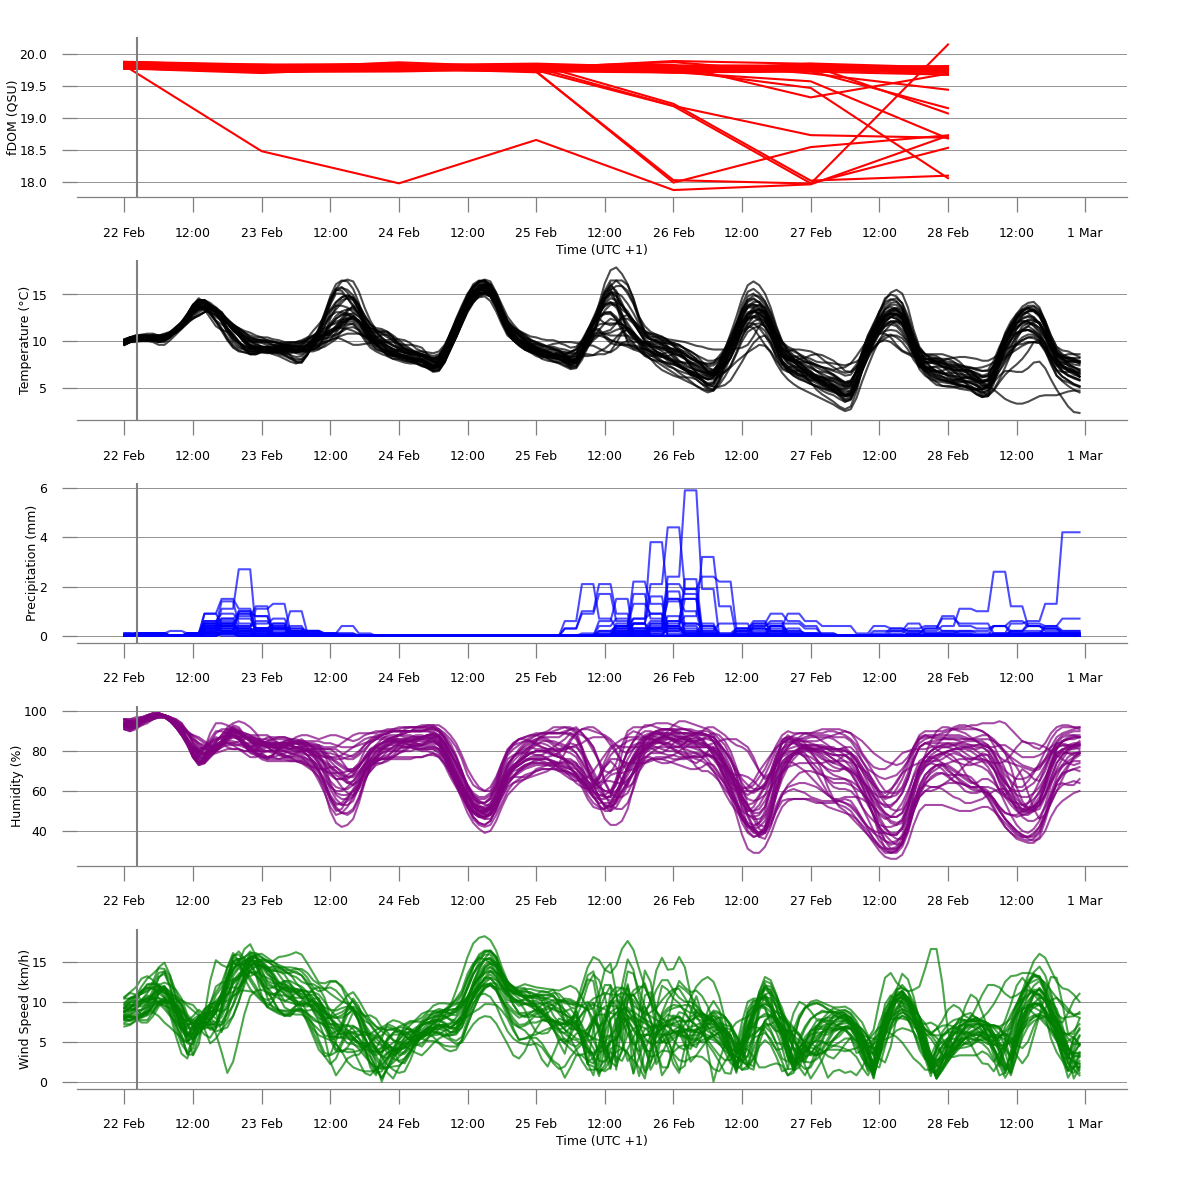 20.0
19.5
19.0
18.5
18.0
fDOM (QSU)
22 Feb 12:00 23 Feb 12:00 24 Feb 12:00 25 Feb 12:00 26 Feb 12:00 27 Feb 12:00 28 Feb 12:00 1 Mar
Time (UTC +1)
15
10
5
Temperature (°C)
22 Feb 12:00 23 Feb 12:00 24 Feb 12:00 25 Feb 12:00 26 Feb 12:00 27 Feb 12:00 28 Feb 12:00 1 Mar
6
4
2
0
Precipitation (mm)
22 Feb 12:00 23 Feb 12:00 24 Feb 12:00 25 Feb 12:00 26 Feb 12:00 27 Feb 12:00 28 Feb 12:00 1 Mar
100
80
60
40
Humidity (%)
22 Feb 12:00 23 Feb 12:00 24 Feb 12:00 25 Feb 12:00 26 Feb 12:00 27 Feb 12:00 28 Feb 12:00 1 Mar
15
10
5
0
Wind Speed (km/h)
22 Feb 12:00 23 Feb 12:00 24 Feb 12:00 25 Feb 12:00 26 Feb 12:00 27 Feb 12:00 28 Feb 12:00 1 Mar
Time (UTC +1)